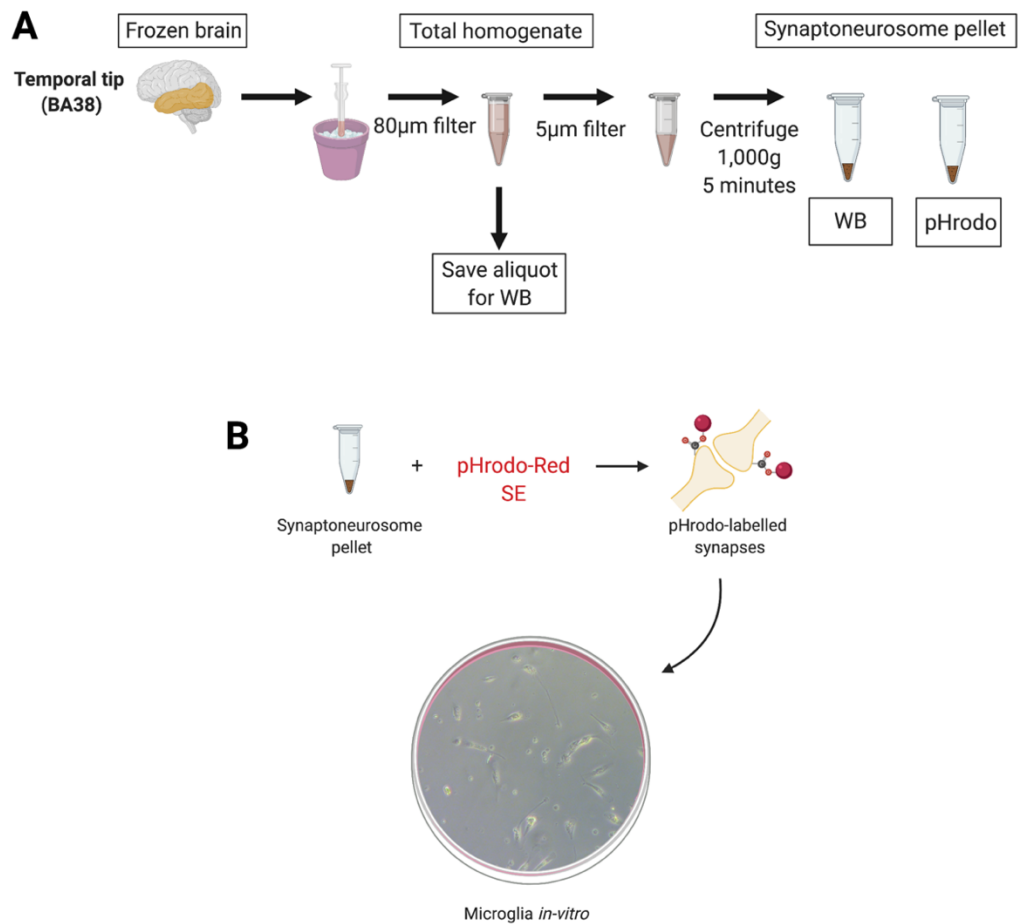 A
Frozen brain
Total homogenate
Synaptoneurosome pellet
Temporal tip
(BA38)
80μm filter
5μm filter
Centrifuge
1,000g
5 minutes
WB
pHrodo
Save aliquot
for WB
B
+
pHrodo-Red
SE
Synaptoneurosome
pellet
pHrodo-labelled
synapses
Microglia in-vitro